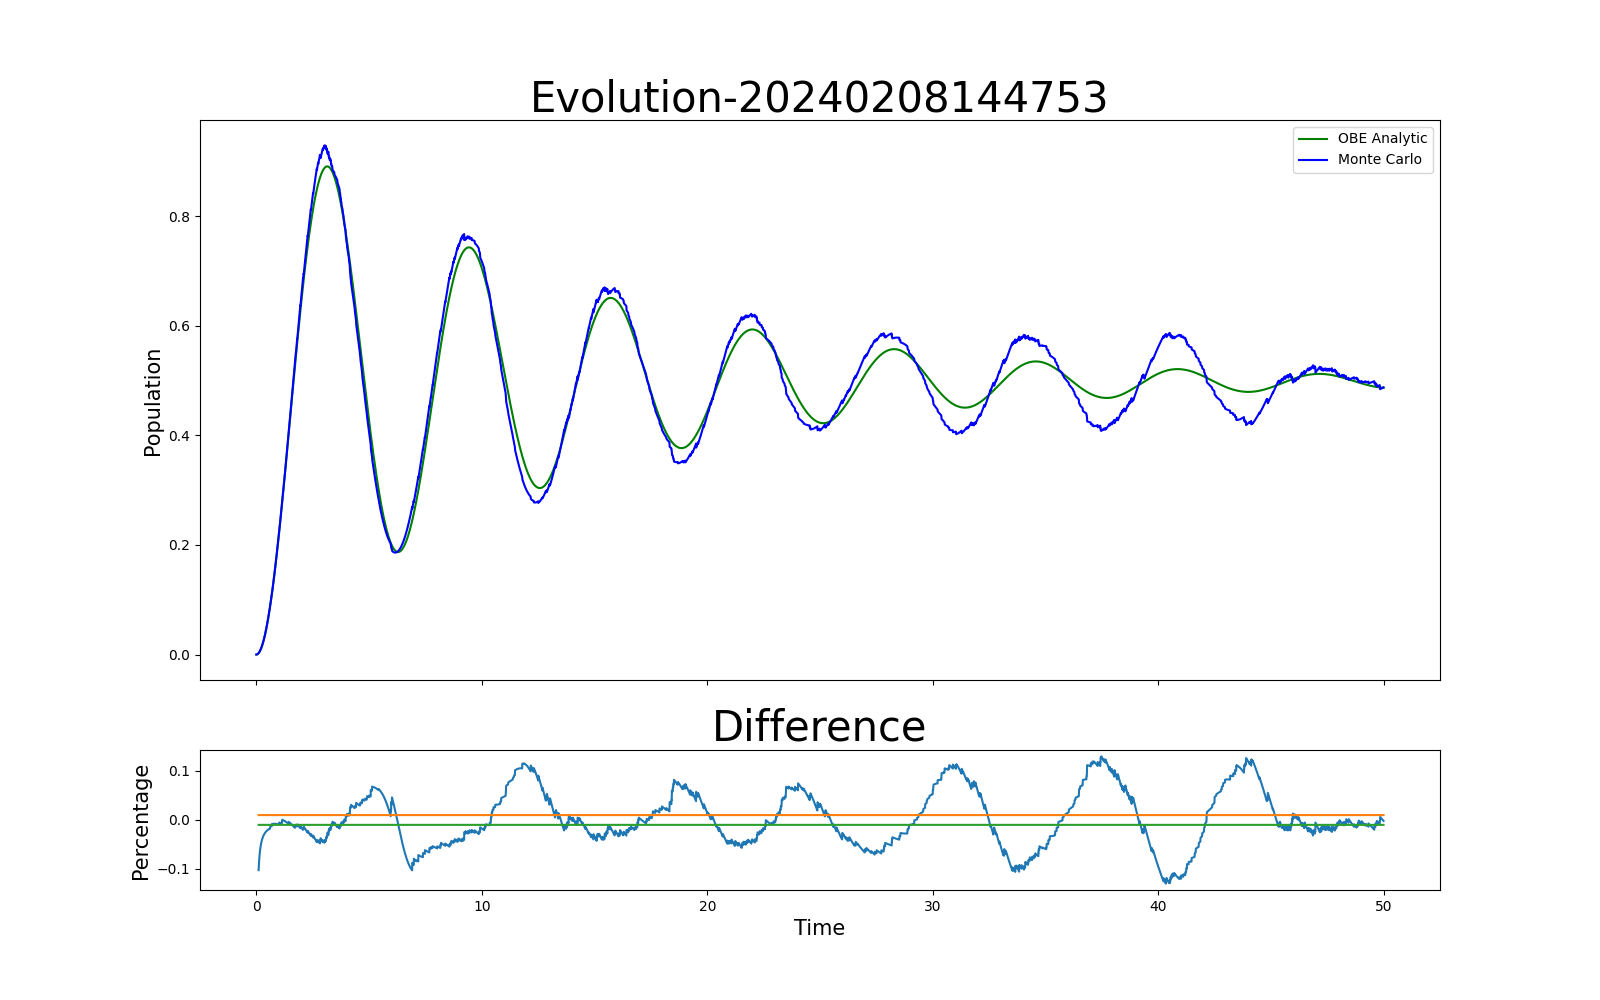 Evolution-20240208144753
OBE Analytic
Monte Carlo
Population
0.8
0.6
0.4
0.2
0.0
Difference
Percentage
0.1
0.0
−0.1
0 10 20 30 40 50
Time